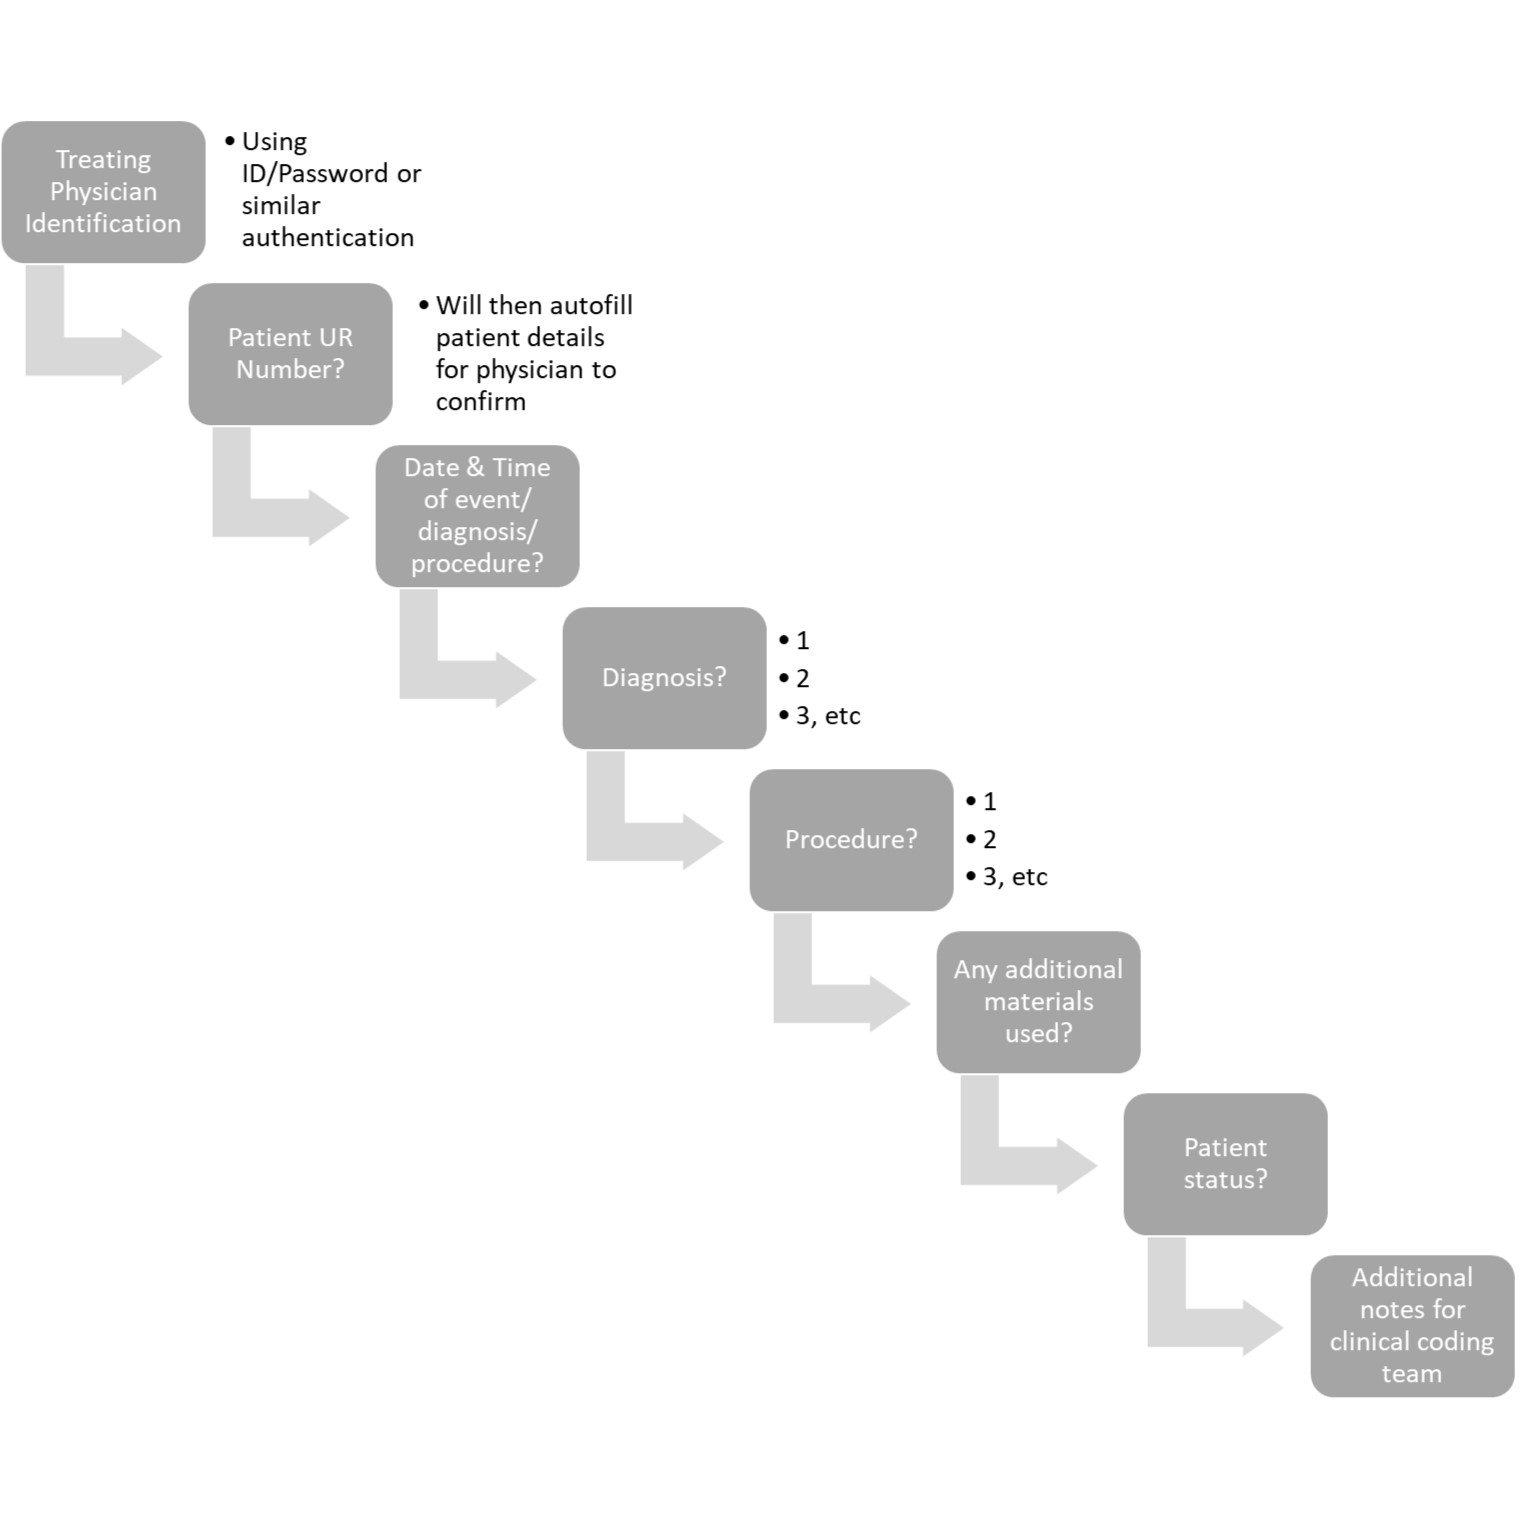 Treating
Physician
Identification
• Using
ID/Password or
similar
authentication
Patient UR
Number?
• Will then autofill
patient details
for physician to
confirm
Date & Time
of event/
diagnosis/
procedure?
Diagnosis?
• 1
• 2
• 3, etc
Procedure?
• 1
• 2
• 3, etc
Any additional
materials
used?
Patient
status?
Additional
notes for
clinical coding
team